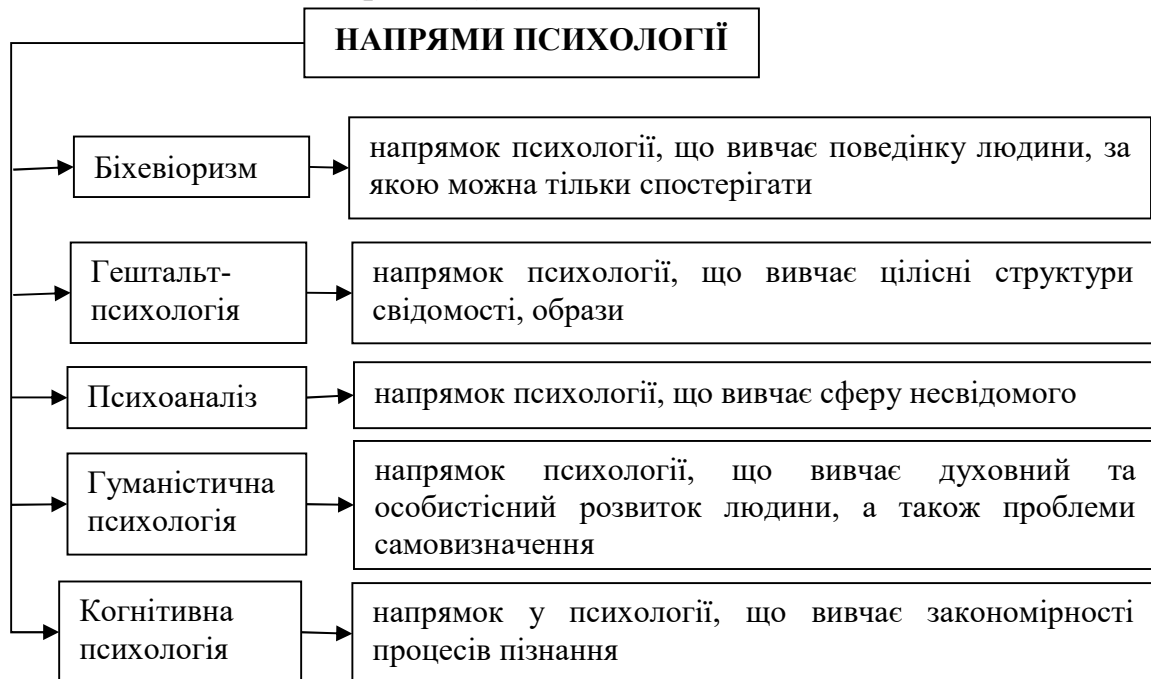 НАПРЯМИ ПСИХОЛОГІЇ
Біхевіоризм
напрямок психології, що вивчає поведінку людини, за
якою можна тільки спостерігати
Гештальт-
психологія
напрямок психології, що вивчає цілісні структури
свідомості, образи
Психоаналіз
напрямок психології, що вивчає сферу несвідомого
Гуманістична
психологія
напрямок психології, що вивчає духовний та
особистісний розвиток людини, а також проблеми
самовизначення
Когнітивна
психологія
напрямок у психології, що вивчає закономірності
процесів пізнання